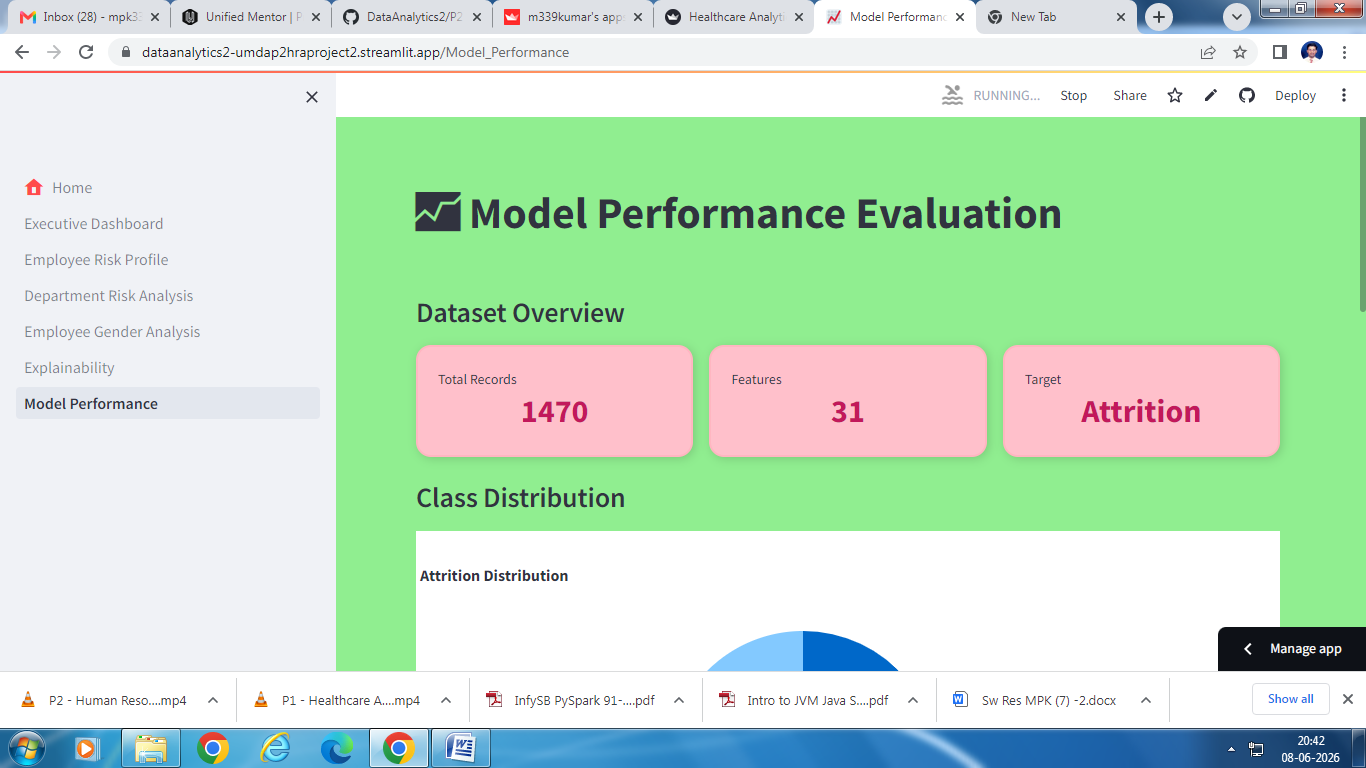 Inbox (28) - mpk33
Unified Mentor | P
DataAnalytics2/P2
m339kumar's apps
Healthcare Analyti
Model Performanc
New Tab
dataanalytics2-umdap2hraproject2.streamlit.app/Model_Performance
RUNNING...
Stop
Share
Deploy
Home
Executive Dashboard
Employee Risk Profile
Department Risk Analysis
Employee Gender Analysis
Explainability
Model Performance
Model Performance Evaluation
Dataset Overview
Total Records
1470
Features
31
Target
Attrition
Class Distribution
Attrition Distribution
Manage app
P2 - Human Reso....mp4
P1 - Healthcare A....mp4
InfySB PySpark 91-....pdf
Intro to JVM Java S....pdf
Sw Res MPK (7) -2.docx
Show all
20:42
08-06-2026